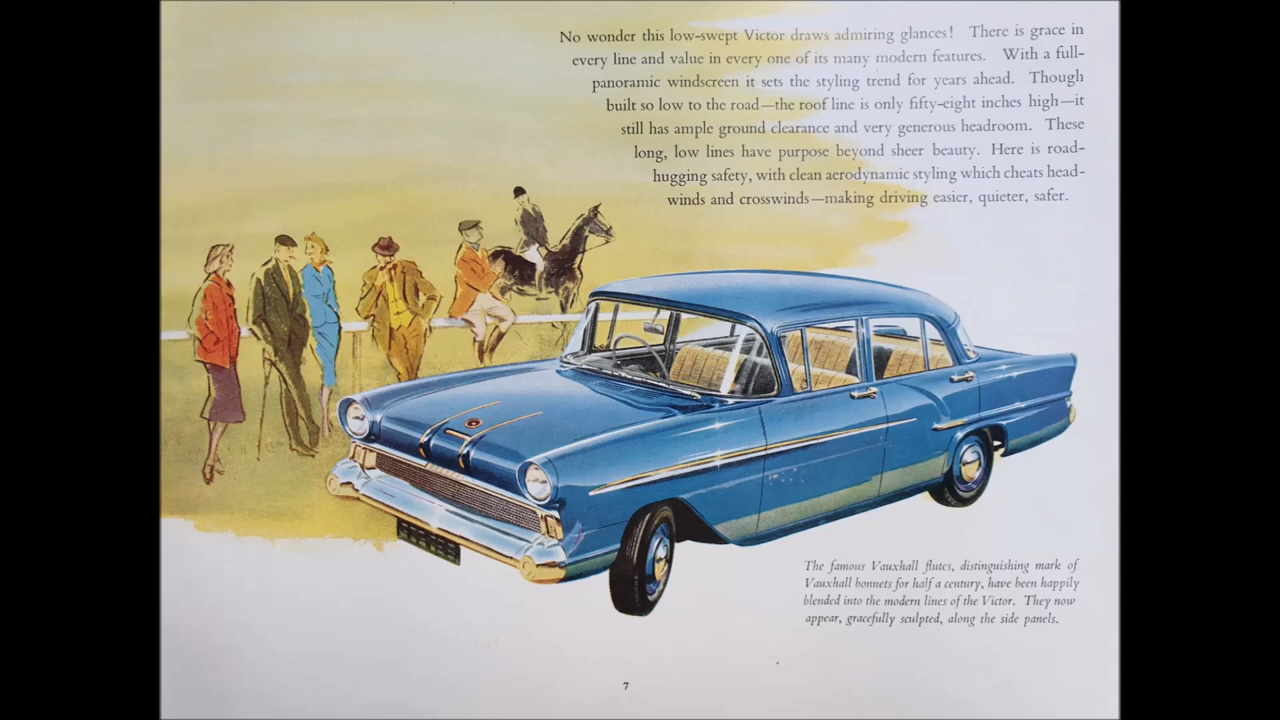 No wonder this low-swept Victor draws admiring glances! There is grace in
every line and value in every one of its many modern features. With a full-
panoramic windscreen it sets the styling trend for years ahead. Though
built so low to the road—the roof line is only fifty-eight inches high—it
still has ample ground clearance and very generous headroom. These
long, low lines have purpose beyond sheer beauty. Here is road-
hugging safety, with clean aerodynamic styling which cheats head-
winds and crosswinds—making driving easier, quieter, safer.
The famous Vauxhall flutes, distinguishing mark of
Vauxhall bonnets for half a century, have been happily
blended into the modern lines of the Victor. They now
appear, gracefully sculpted, along the side panels.
7